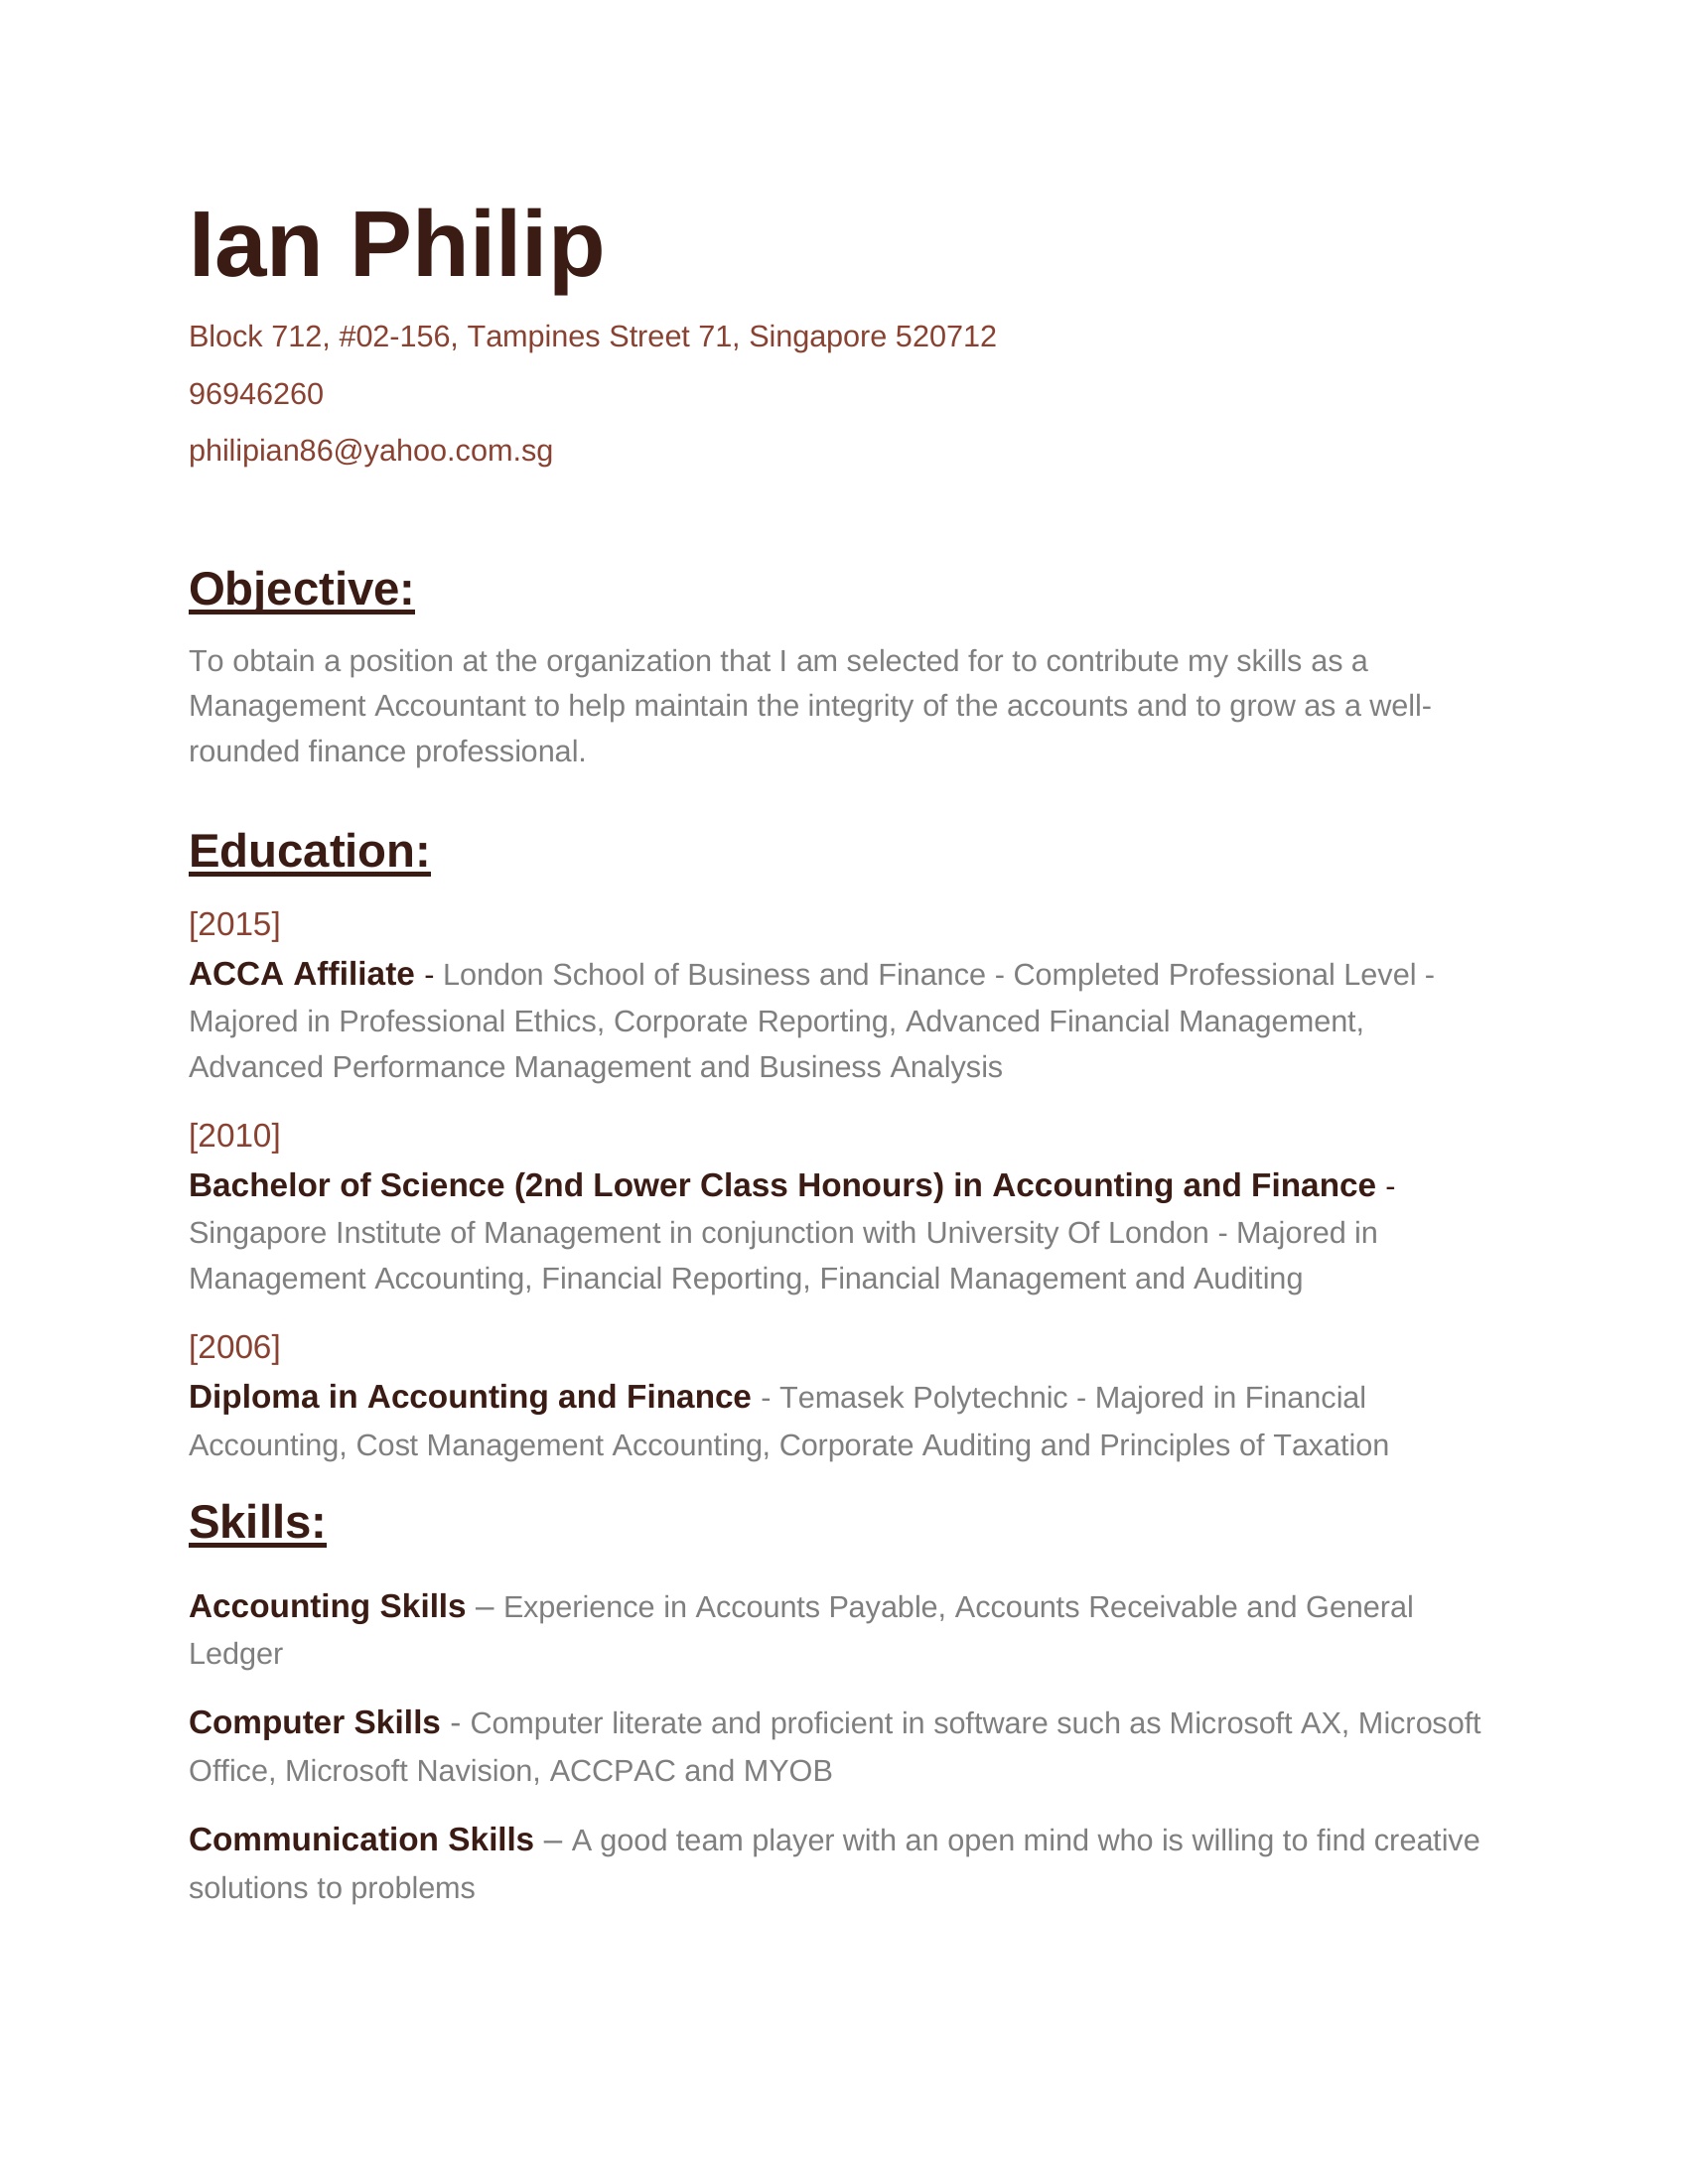 Ian Philip
Block 712, #02-156, Tampines Street 71, Singapore 520712
96946260
philipian86@yahoo.com.sg
Objective:
To obtain a position at the organization that I am selected for to contribute my skills as a
Management Accountant to help maintain the integrity of the accounts and to grow as a well-
rounded finance professional.
Education:
[2015]
ACCA Affiliate - London School of Business and Finance - Completed Professional Level -
Majored in Professional Ethics, Corporate Reporting, Advanced Financial Management,
Advanced Performance Management and Business Analysis
[2010]
Bachelor of Science (2nd Lower Class Honours) in Accounting and Finance -
Singapore Institute of Management in conjunction with University Of London - Majored in
Management Accounting, Financial Reporting, Financial Management and Auditing
[2006]
Diploma in Accounting and Finance - Temasek Polytechnic - Majored in Financial
Accounting, Cost Management Accounting, Corporate Auditing and Principles of Taxation
Skills:
Accounting Skills – Experience in Accounts Payable, Accounts Receivable and General
Ledger
Computer Skills - Computer literate and proficient in software such as Microsoft AX, Microsoft
Office, Microsoft Navision, ACCPAC and MYOB
Communication Skills – A good team player with an open mind who is willing to find creative
solutions to problems